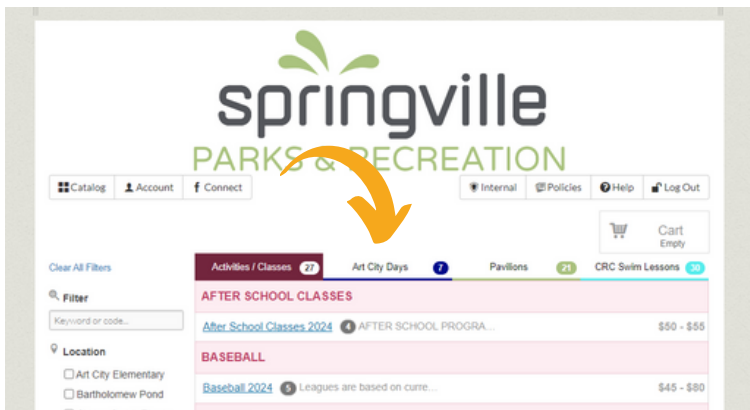 springville
PARKS & RECREATION
Catalog Account Connect Internal Policies Help Log Out
Cart
Empty
Clear All Filters
Activities / Classes 27 Art City Days 7 Pavilions 21 CRC Swim Lessons 30
Filter
AFTER SCHOOL CLASSES
Keyword or code...
After School Classes 2024 4 AFTER SCHOOL PROGRA... $50 - $55
Location
BASEBALL
Art City Elementary
Baseball 2024 5 Leagues are based on curre... $45 - $80
Bartholomew Pond